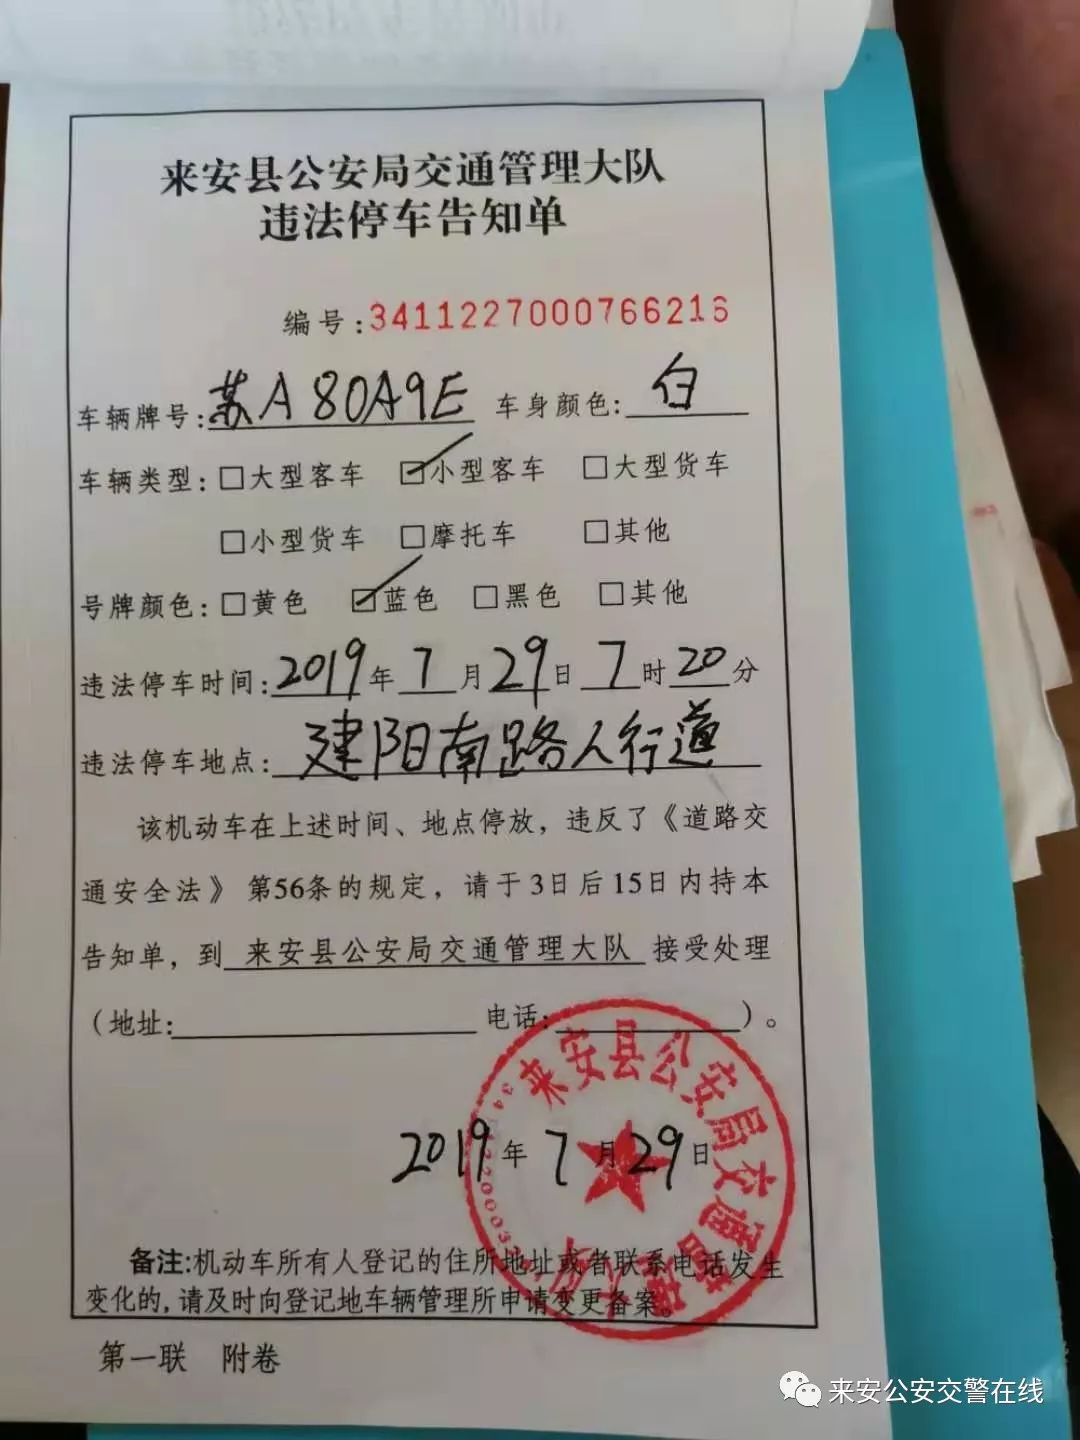 来安县公安局交通管理大队
违法停车告知单
编号:3411227000766216
车辆牌号:苏A80A9E 车身颜色:白
车辆类型:□大型客车 ☑小型客车 □大型货车
□小型货车 □摩托车 □其他
号牌颜色:□黄色 ☑蓝色 □黑色 □其他
违法停车时间:2019年7月29日7时20分
违法停车地点:建阳南路人行道
该机动车在上述时间、地点停放,违反了《道路交
通安全法》第56条的规定,请于3日后15日内持本
告知单,到来安县公安局交通管理大队接受处理
(地址: 电话: )。
来安县公安局交通管理大队
2019年7月29日
备注:机动车所有人登记的住所地址或者联系电话发生
变化的,请及时向登记地车辆管理所申请变更备案。
第一联 附卷
来安公安交警在线